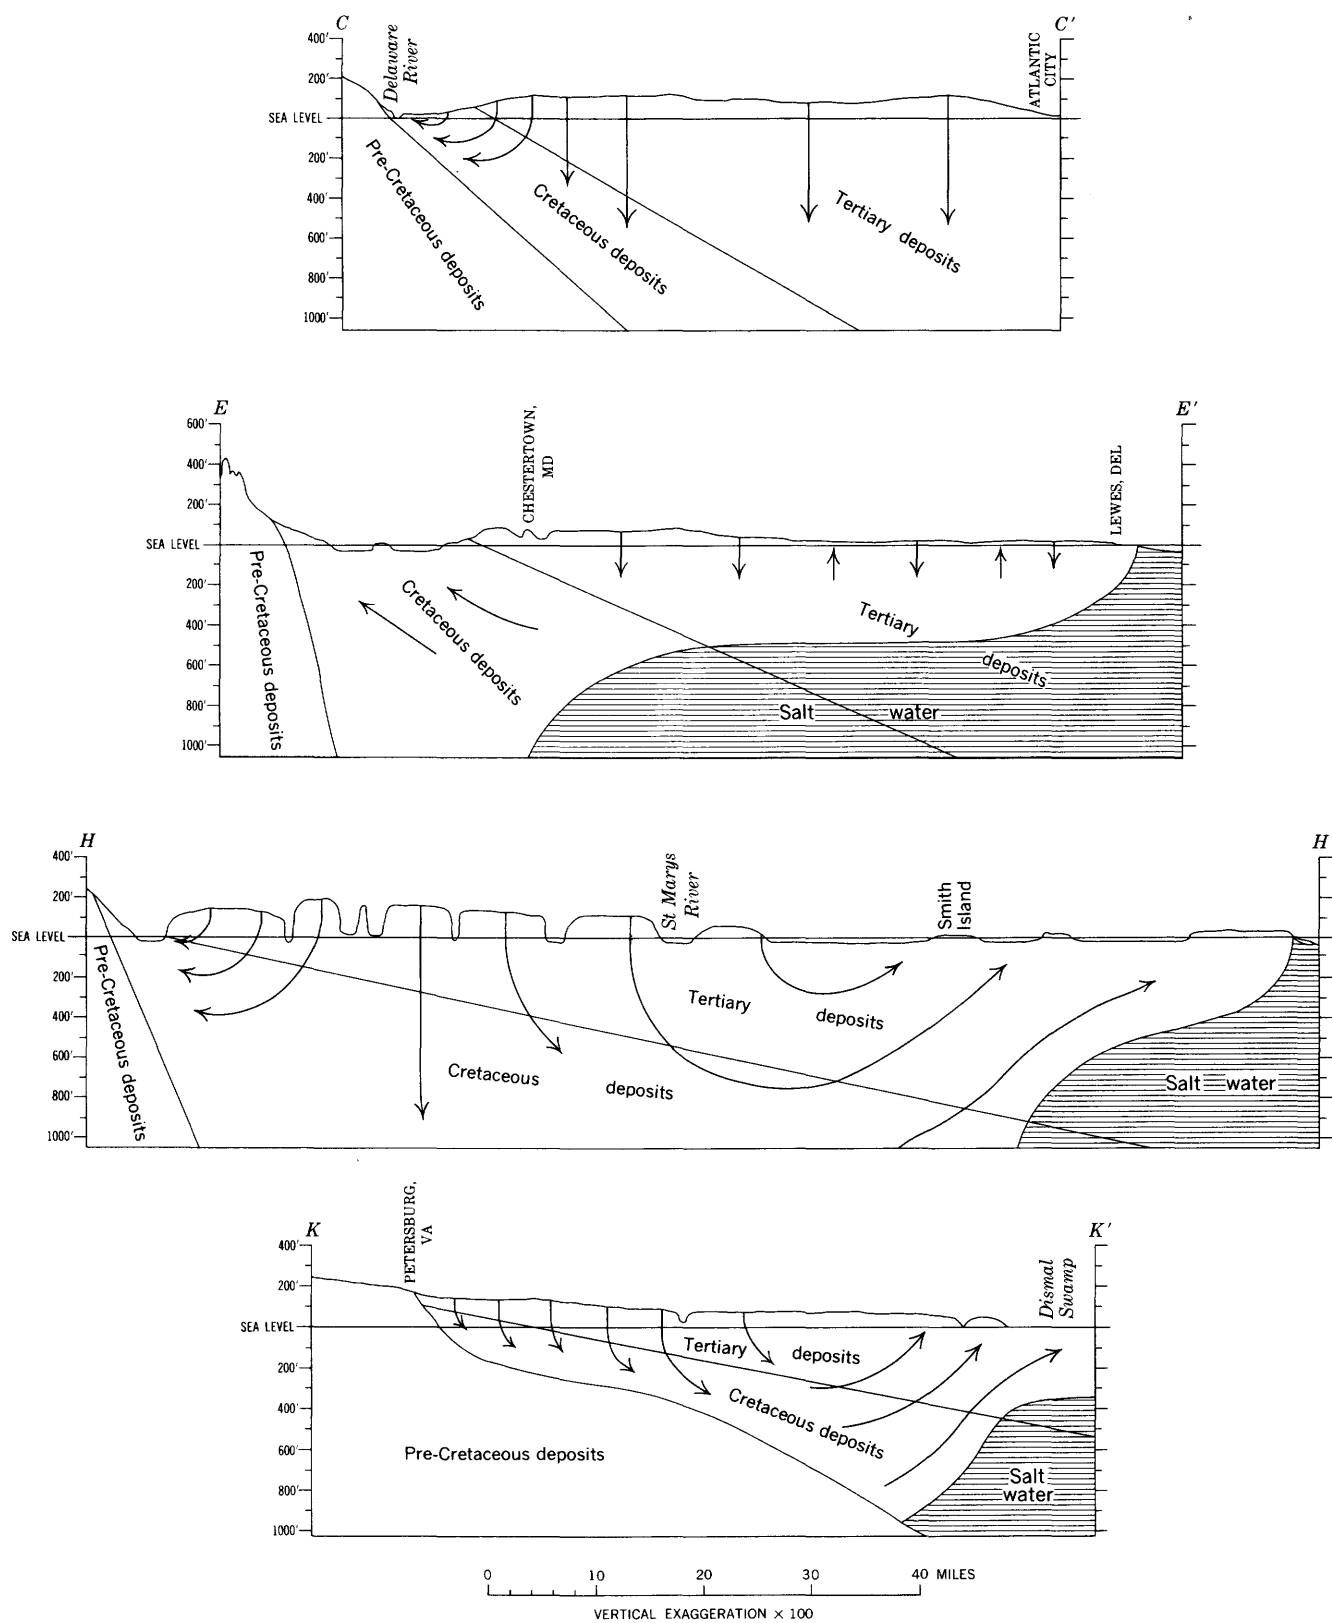 C
C'
Delaware
River
ATLANTIC
CITY
400'
200'
SEA LEVEL
200'
400'
600'
800'
1000'
Pre-Cretaceous deposits
Cretaceous deposits
Tertiary deposits
E
E'
CHESTERTOWN,
MD
LEWES, DEL
600'
400'
200'
SEA LEVEL
200'
400'
600'
800'
1000'
Pre-Cretaceous deposits
Cretaceous deposits
Tertiary
deposits
Salt water
H
H
St Marys
River
Smith
Island
400'
200'
SEA LEVEL
200'
400'
600'
800'
1000'
Pre-Cretaceous deposits
Tertiary deposits
Cretaceous deposits
Salt water
K
K'
PETERSBURG,
VA
Dismal
Swamp
400'
200'
SEA LEVEL
200'
400'
600'
800'
1000'
Tertiary deposits
Cretaceous deposits
Pre-Cretaceous deposits
Salt
water
0 10 20 30 40 MILES
VERTICAL EXAGGERATION × 100